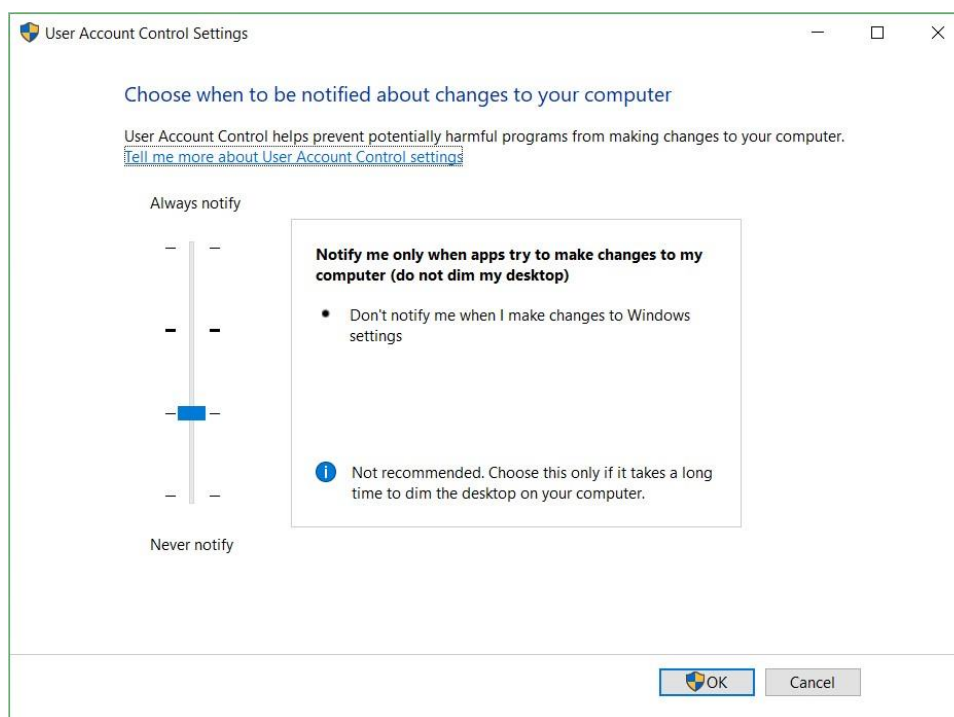 User Account Control Settings
Choose when to be notified about changes to your computer
User Account Control helps prevent potentially harmful programs from making changes to your computer.
Tell me more about User Account Control settings
Always notify
Notify me only when apps try to make changes to my
computer (do not dim my desktop)
Don't notify me when I make changes to Windows
settings
Not recommended. Choose this only if it takes a long
time to dim the desktop on your computer.
Never notify
OK
Cancel